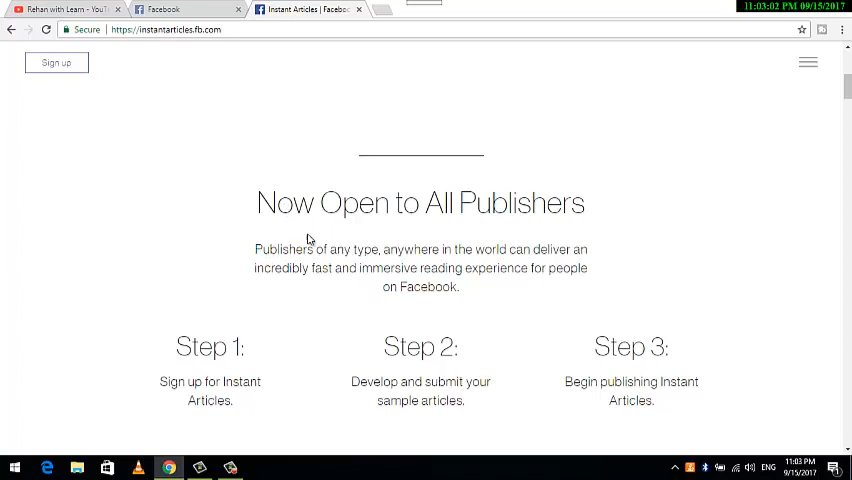 Rehan with Learn - YouTu
Facebook
Instant Articles | Faceboo
11:03:02 PM 09/15/2017
Secure
https://instantarticles.fb.com
Sign up
Now Open to All Publishers
Publishers of any type, anywhere in the world can deliver an
incredibly fast and immersive reading experience for people
on Facebook.
Step 1:
Sign up for Instant
Articles.
Step 2:
Develop and submit your
sample articles.
Step 3:
Begin publishing Instant
Articles.
ENG
11:03 PM
9/15/2017